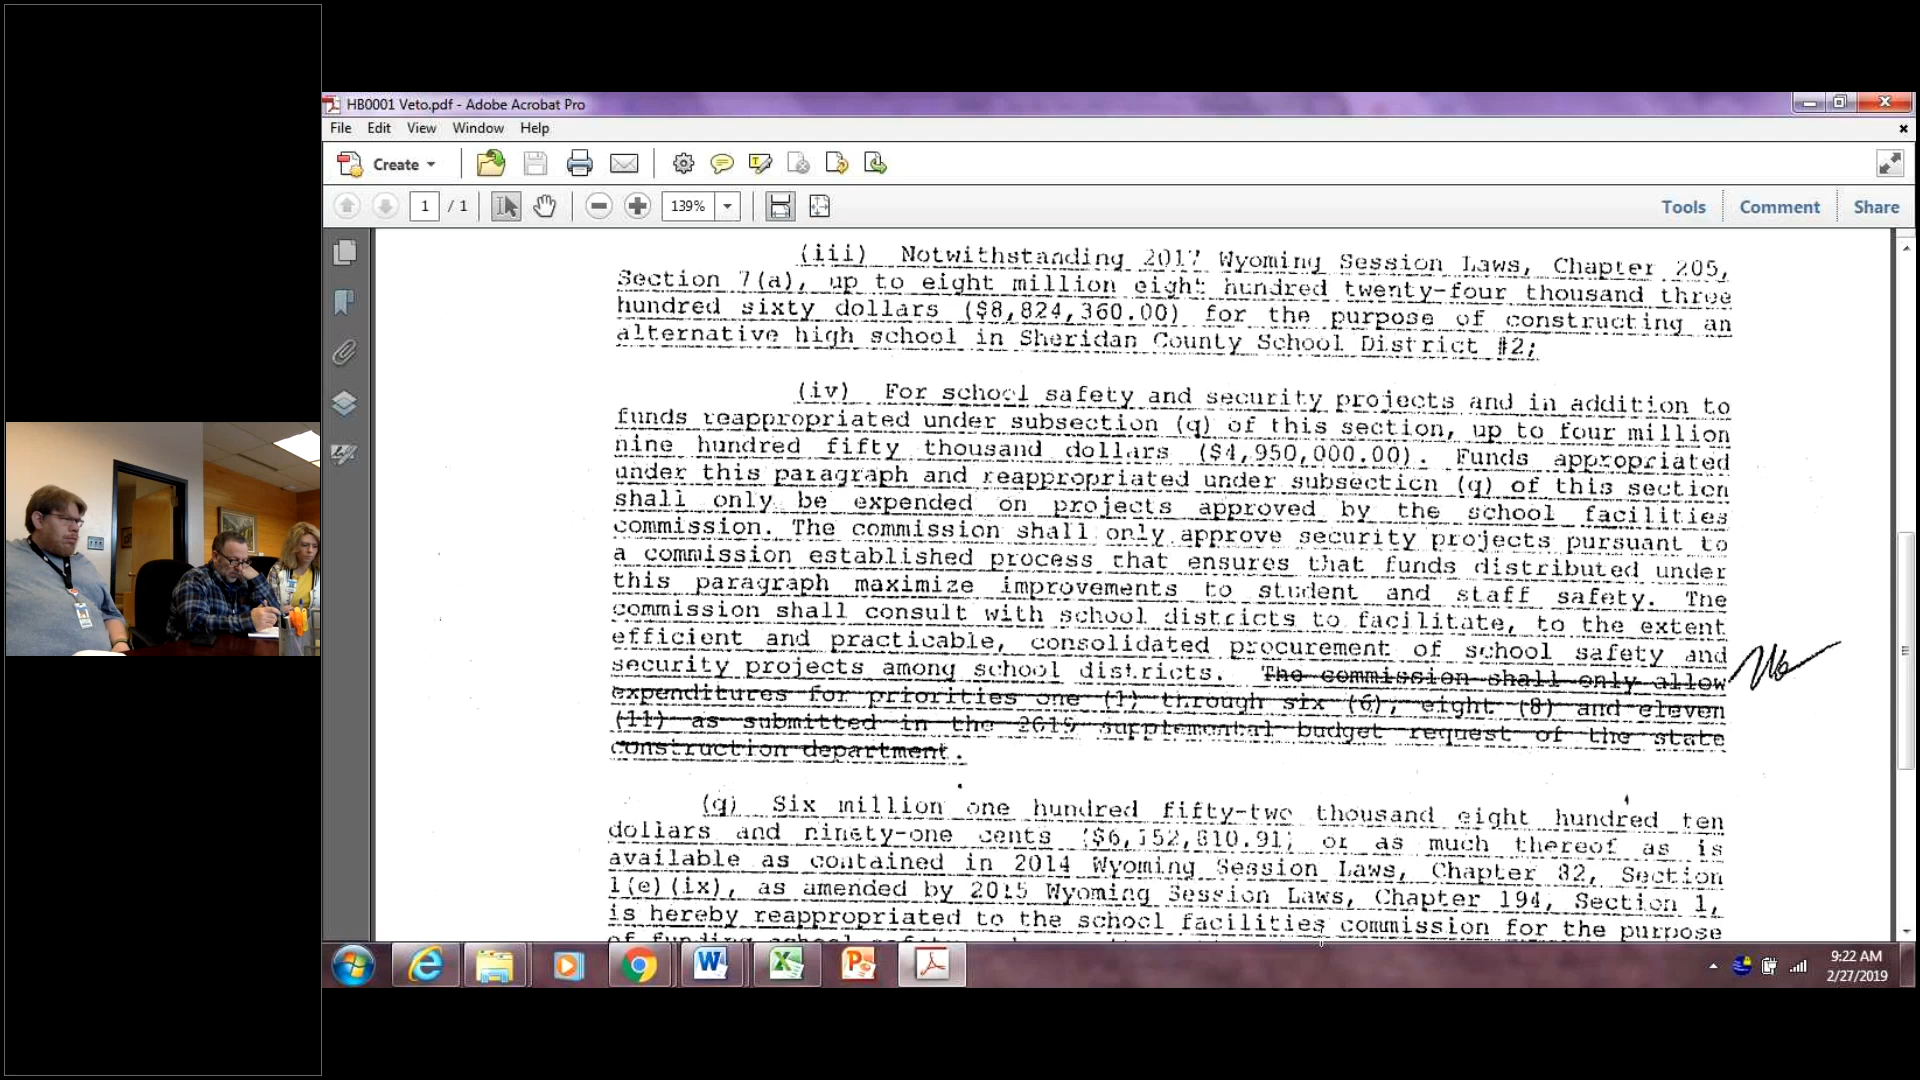 HB0001 Veto.pdf - Adobe Acrobat Pro
File Edit View Window Help
Create
1 / 1
139%
Tools Comment Share
(iii) Notwithstanding 2017 Wyoming Session Laws, Chapter 205,
Section 7(a), up to eight million eight hundred twenty-four thousand three
hundred sixty dollars ($8,824,360.00) for the purpose of constructing an
alternative high school in Sheridan County School District #2;
(iv) For school safety and security projects and in addition to
funds reappropriated under subsection (q) of this section, up to four million
nine hundred fifty thousand dollars ($4,950,000.00). Funds appropriated
under this paragraph and reappropriated under subsection (q) of this section
shall only be expended on projects approved by the school facilities
commission. The commission shall only approve security projects pursuant to
a commission established process that ensures that funds distributed under
this paragraph maximize improvements to student and staff safety. The
commission shall consult with school districts to facilitate, to the extent
efficient and practicable, consolidated procurement of school safety and
security projects among school districts. The commission shall only allow
expenditures for priorities one (1) through six (6), eight (8) and eleven
(11) as submitted in the 2019 supplemental budget request of the state
construction department.
(q) Six million one hundred fifty-two thousand eight hundred ten
dollars and ninety-one cents ($6,152,810.91) or as much thereof as is
available as contained in 2014 Wyoming Session Laws, Chapter 82, Section
1(e)(ix), as amended by 2015 Wyoming Session Laws, Chapter 194, Section 1,
is hereby reappropriated to the school facilities commission for the purpose
of funding school
9:22 AM
2/27/2019